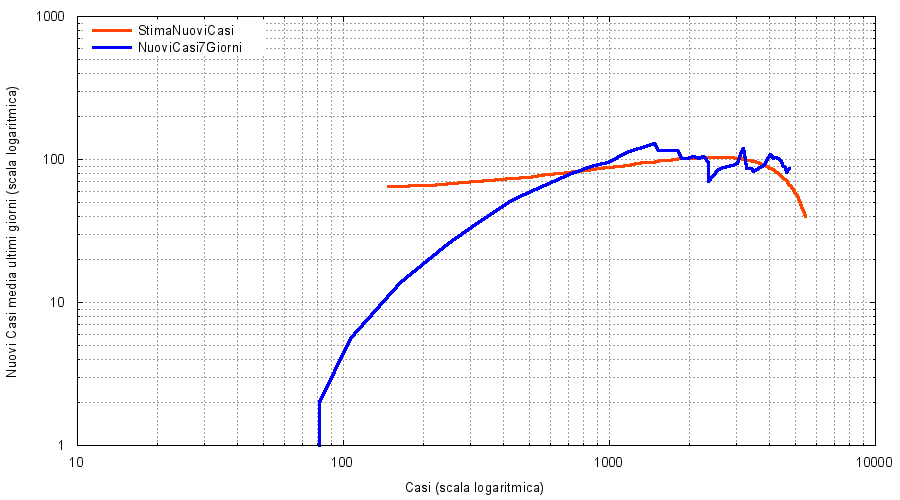 1000
StimaNuoviCasi
NuoviCasi7Giorni
100
10
1
Nuovi Casi media ultimi giorni (scala logaritmica)
10 100 1000 10000
Casi (scala logaritmica)